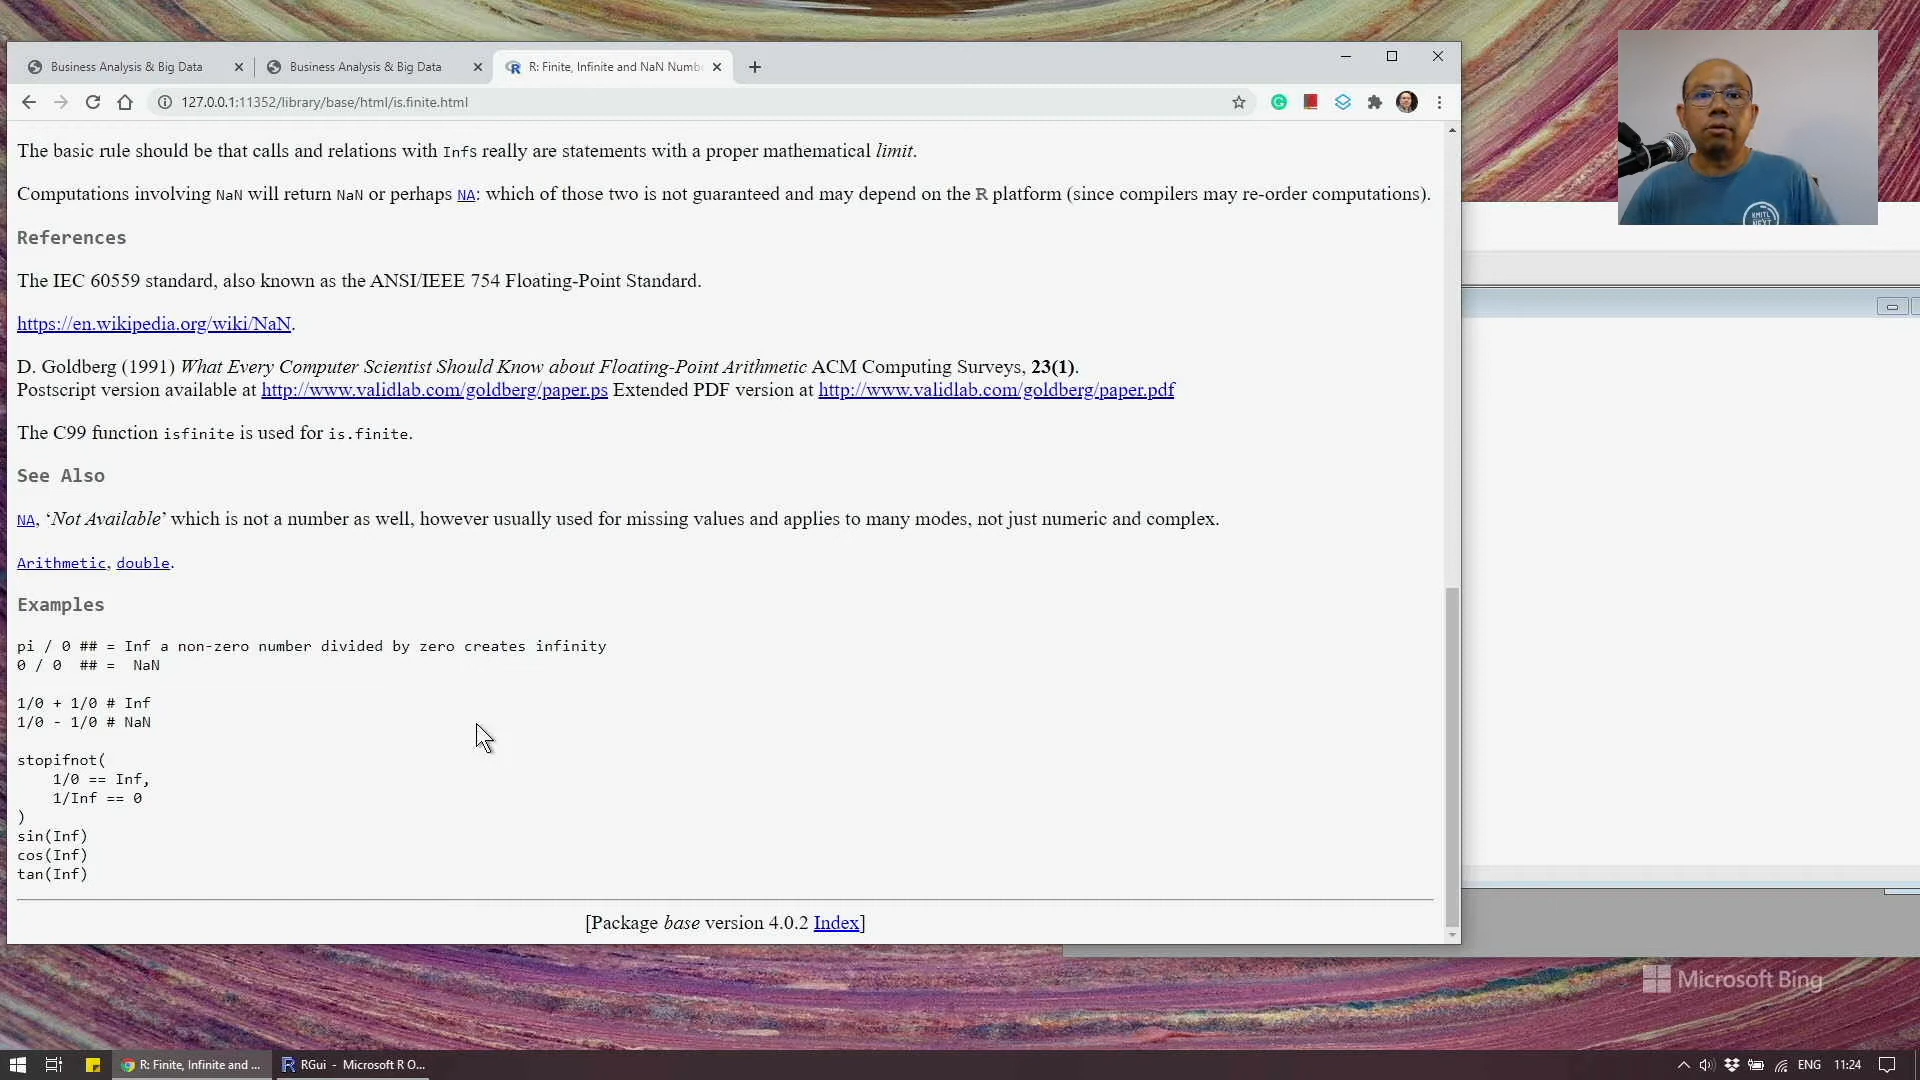 Business Analysis & Big Data
Business Analysis & Big Data
R: Finite, Infinite and NaN Numb
127.0.0.1:11352/library/base/html/is.finite.html
The basic rule should be that calls and relations with Infs really are statements with a proper mathematical limit.
Computations involving NaN will return NaN or perhaps NA: which of those two is not guaranteed and may depend on the R platform (since compilers may re-order computations).
References
The IEC 60559 standard, also known as the ANSI/IEEE 754 Floating-Point Standard.
https://en.wikipedia.org/wiki/NaN.
D. Goldberg (1991) What Every Computer Scientist Should Know about Floating-Point Arithmetic ACM Computing Surveys, 23(1).
Postscript version available at http://www.validlab.com/goldberg/paper.ps Extended PDF version at http://www.validlab.com/goldberg/paper.pdf
The C99 function isfinite is used for is.finite.
See Also
NA, ‘Not Available’ which is not a number as well, however usually used for missing values and applies to many modes, not just numeric and complex.
Arithmetic, double.
Examples
pi / 0 ## = Inf a non-zero number divided by zero creates infinity
0 / 0  ## =  NaN
1/0 + 1/0 # Inf
1/0 - 1/0 # NaN
stopifnot(
1/0 == Inf,
1/Inf == 0
)
sin(Inf)
cos(Inf)
tan(Inf)
[Package base version 4.0.2 Index]
KMITL
NEXT
Microsoft Bing
R: Finite, Infinite and ...
RGui - Microsoft R O...
ENG
11:24